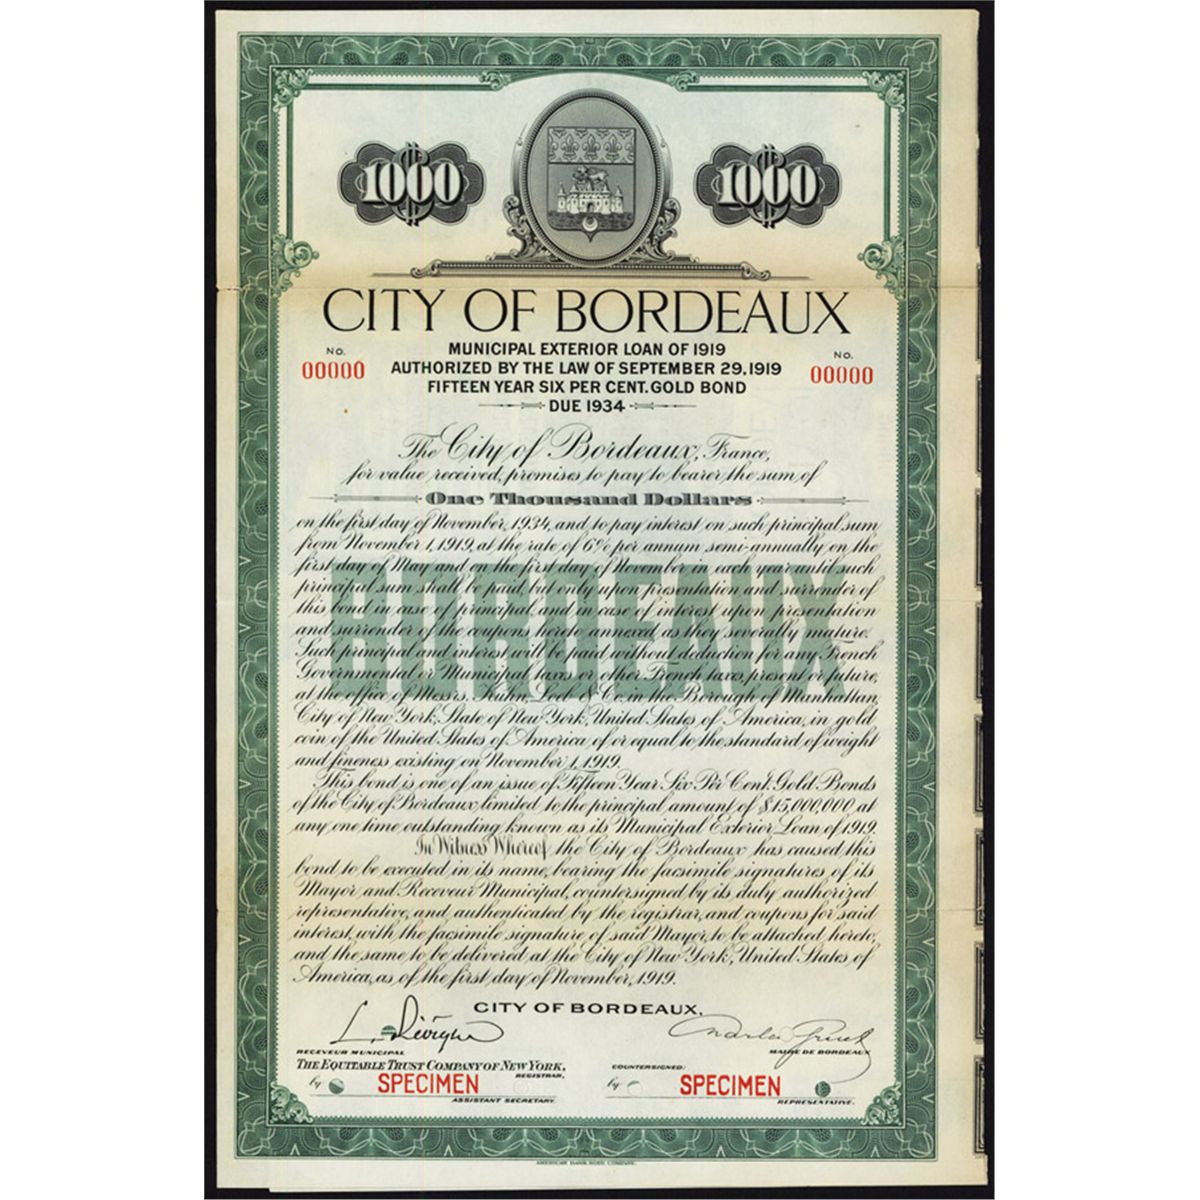 1000 1000
CITY OF BORDEAUX
MUNICIPAL EXTERIOR LOAN OF 1919
AUTHORIZED BY THE LAW OF SEPTEMBER 29, 1919
FIFTEEN YEAR SIX PER CENT. GOLD BOND
DUE 1934
NO. 00000
NO. 00000
The City of Bordeaux, France,
for value received, promises to pay to bearer the sum of
One Thousand Dollars
on the first day of November, 1934, and to pay interest on such principal sum
from November 1, 1919, at the rate of 6% per annum semi-annually on the
first day of May and on the first day of November in each year until such
principal sum shall be paid, but only upon presentation and surrender of
this bond in case of principal, and in case of interest upon presentation
and surrender of the coupons hereto annexed as they severally mature.
Such principal and interest will be paid, without deduction for any French
Governmental or Municipal taxes or other French taxes, present or future,
at the office of Messrs. Kuhn, Loeb & Co. in the Borough of Manhattan,
City of New York, State of New York, United States of America, in gold
coin of the United States of America, of or equal to the standard of weight
and fineness existing on November 1, 1919.
BORDEAUX
This bond is one of an issue of Fifteen Year Six Per Cent. Gold Bonds
of the City of Bordeaux limited to the principal amount of $15,000,000 at
any one time outstanding known as its Municipal Exterior Loan of 1919.
In Witness Whereof, the City of Bordeaux has caused this
bond to be executed in its name, bearing the facsimile signatures of its
Mayor and Receveur Municipal, countersigned by its duly authorized
representative, and authenticated by the registrar, and coupons for said
interest, with the facsimile signature of said Mayor, to be attached hereto,
and the same to be delivered at the City of New York, United States of
America, as of the first day of November, 1919.
CITY OF BORDEAUX,
RECEVEUR MUNICIPAL
MAIRE DE BORDEAUX
THE EQUITABLE TRUST COMPANY OF NEW YORK,
REGISTRAR,
COUNTERSIGNED:
by SPECIMEN
by SPECIMEN
ASSISTANT SECRETARY.
REPRESENTATIVE.
AMERICAN BANK NOTE COMPANY.